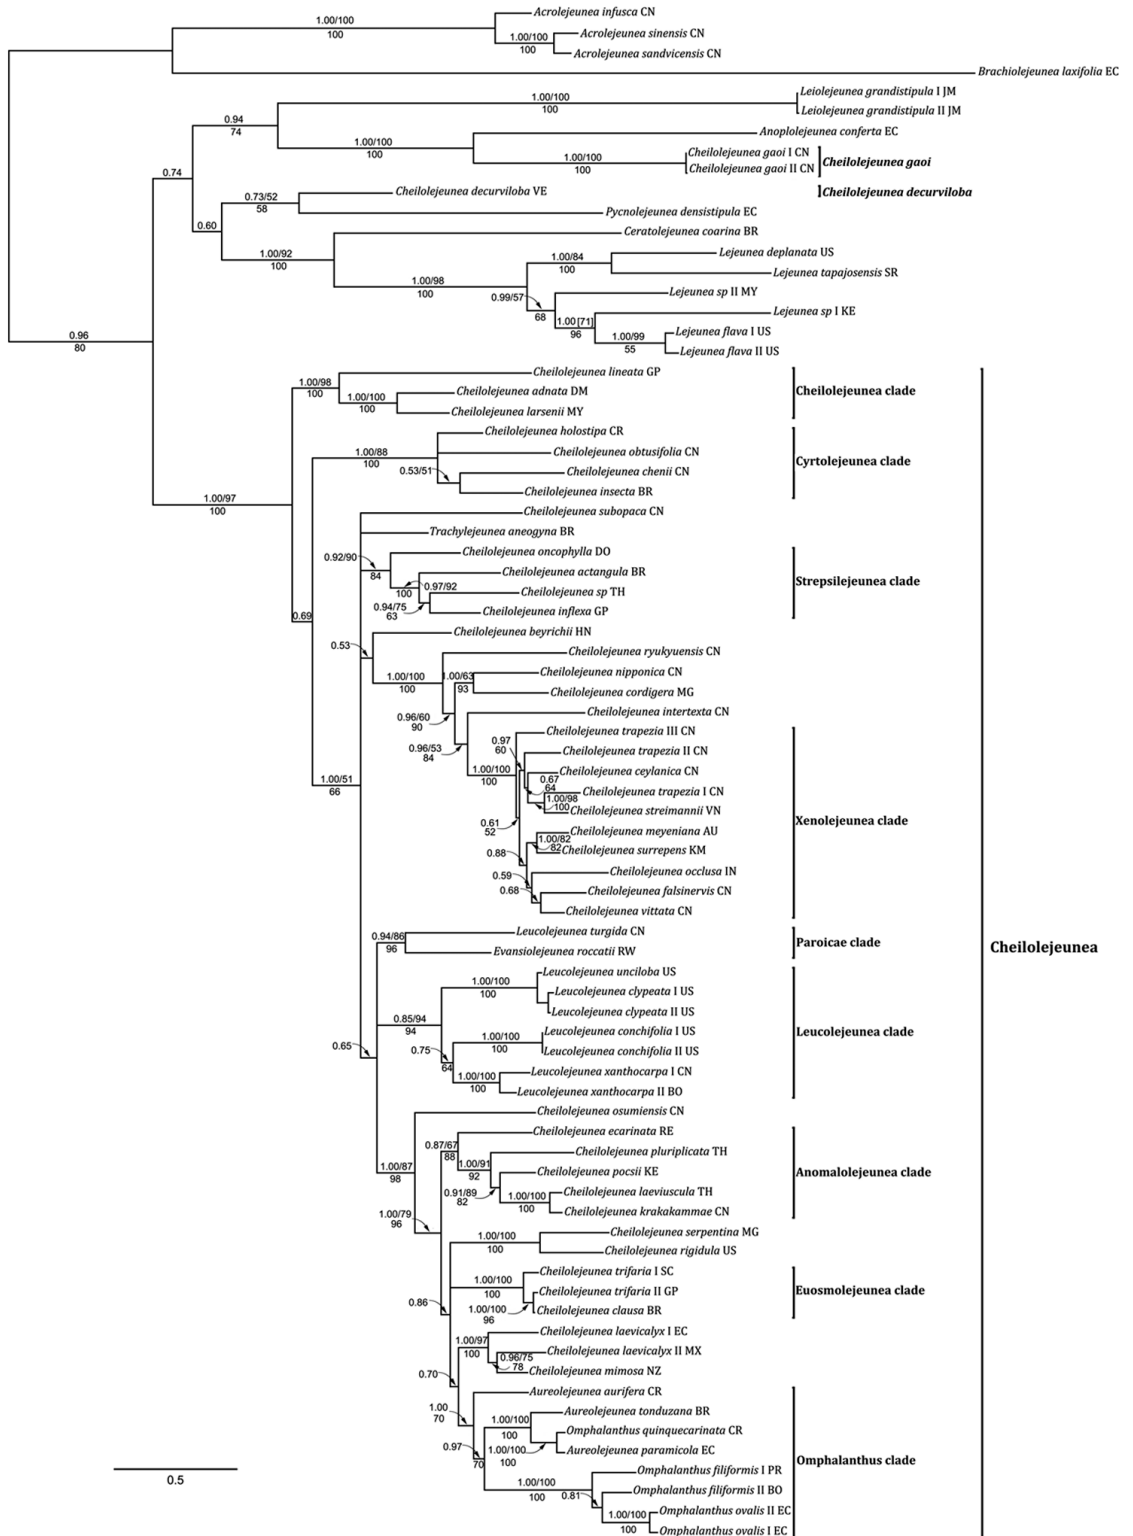 Acrolejeunea infusca CN
1.00/100
100
Acrolejeunea sinensis CN
1.00/100
100
Acrolejeunea sandvicensis CN
Brachiolejeunea laxifolia EC
Leiolejeunea grandistipula I JM
1.00/100
100
Leiolejeunea grandistipula II JM
0.94
74
Anoplolejeunea conferta EC
1.00/100
100
Cheilolejeunea gaoi I CN
1.00/100
100
Cheilolejeunea gaoi II CN
Cheilolejeunea gaoi
0.74
Cheilolejeunea decurviloba VE
Cheilolejeunea decurviloba
0.73/52
58
Pycnolejeunea densistipula EC
0.60
Ceratolejeunea coarina BR
1.00/92
100
Lejeunea deplanata US
1.00/84
100
Lejeunea tapajosensis SR
1.00/98
100
Lejeunea sp II MY
0.99/57
68
Lejeunea sp I KE
1.00[71]
96
Lejeunea flava I US
1.00/99
55
Lejeunea flava II US
0.96
80
Cheilolejeunea lineata GP
1.00/98
100
Cheilolejeunea adnata DM
1.00/100
100
Cheilolejeunea larsenii MY
Cheilolejeunea clade
Cheilolejeunea holostipa CR
Cheilolejeunea obtusifolia CN
1.00/88
100
Cyrtolejeunea clade
0.53/51
Cheilolejeunea chenii CN
Cheilolejeunea insecta BR
1.00/97
100
Cheilolejeunea subopaca CN
Trachylejeunea aneogyna BR
Cheilolejeunea oncophylla DO
0.92/90
84
Cheilolejeunea actangula BR
Strepsilejeunea clade
100
0.97/92
Cheilolejeunea sp TH
0.94/75
63
Cheilolejeunea inflexa GP
0.69
Cheilolejeunea beyrichii HN
0.53
Cheilolejeunea ryukyuensis CN
1.00/100
100
Cheilolejeunea nipponica CN
1.00/63
93
Cheilolejeunea cordigera MG
0.96/60
90
Cheilolejeunea intertexta CN
0.96/53
84
Cheilolejeunea trapezia III CN
0.97
60
Cheilolejeunea trapezia II CN
1.00/100
100
Cheilolejeunea ceylanica CN
0.67
64
Cheilolejeunea trapezia I CN
1.00/98
100
Cheilolejeunea streimannii VN
1.00/51
66
0.61
52
Xenolejeunea clade
Cheilolejeunea meyeniana AU
1.00/82
82
Cheilolejeunea surrepens KM
0.88
Cheilolejeunea occlusa IN
0.59
Cheilolejeunea falsinervis CN
0.68
Cheilolejeunea vittata CN
Leucolejeunea turgida CN
0.94/86
96
Paroicae clade
Evansiolejeunea roccatii RW
Cheilolejeunea
Leucolejeunea unciloba US
1.00/100
100
Leucolejeunea clypeata I US
Leucolejeunea clypeata II US
0.85/94
94
Leucolejeunea conchifolia I US
Leucolejeunea clade
1.00/100
100
Leucolejeunea conchifolia II US
0.65
0.75
64
Leucolejeunea xanthocarpa I CN
1.00/100
100
Leucolejeunea xanthocarpa II BO
Cheilolejeunea osumiensis CN
Cheilolejeunea ecarinata RE
0.87/67
88
Cheilolejeunea pluriplicata TH
1.00/91
92
Cheilolejeunea pocsii KE
Anomalolejeunea clade
1.00/87
98
0.91/89
82
Cheilolejeunea laeviuscula TH
1.00/100
100
Cheilolejeunea krakakammae CN
1.00/79
96
Cheilolejeunea serpentina MG
1.00/100
100
Cheilolejeunea rigidula US
Cheilolejeunea trifaria I SC
1.00/100
100
Cheilolejeunea trifaria II GP
Euosmolejeunea clade
0.86
1.00/100
96
Cheilolejeunea clausa BR
Cheilolejeunea laevicalyx I EC
1.00/97
100
Cheilolejeunea laevicalyx II MX
0.96/75
78
Cheilolejeunea mimosa NZ
0.70
Aureolejeunea aurifera CR
1.00
70
Aureolejeunea tonduzana BR
1.00/100
100
Omphalanthus quinquecarinata CR
0.97
70
1.00/100
100
Aureolejeunea paramicola EC
Omphalanthus clade
Omphalanthus filiformis I PR
1.00/100
100
Omphalanthus filiformis II BO
0.81
Omphalanthus ovalis II EC
1.00/100
100
Omphalanthus ovalis I EC
0.5